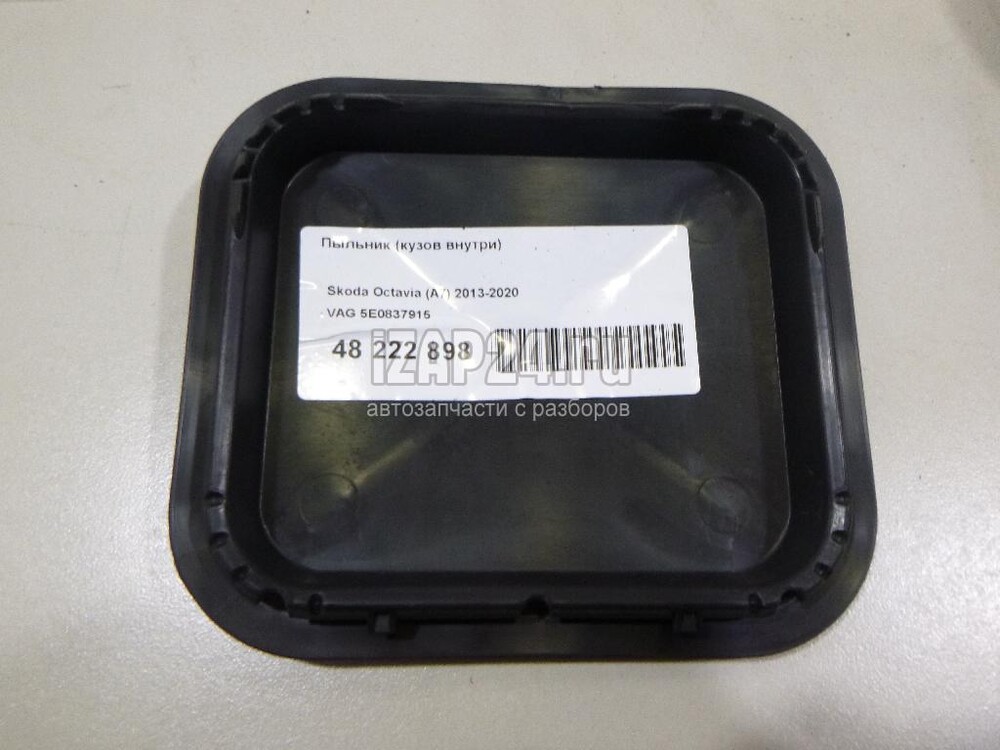 Пыльник (кузов внутри)
Skoda Octavia (A7) 2013-2020
VAG 5E0837915
48 222 898
iZAP24.ru
автозапчасти с разборов